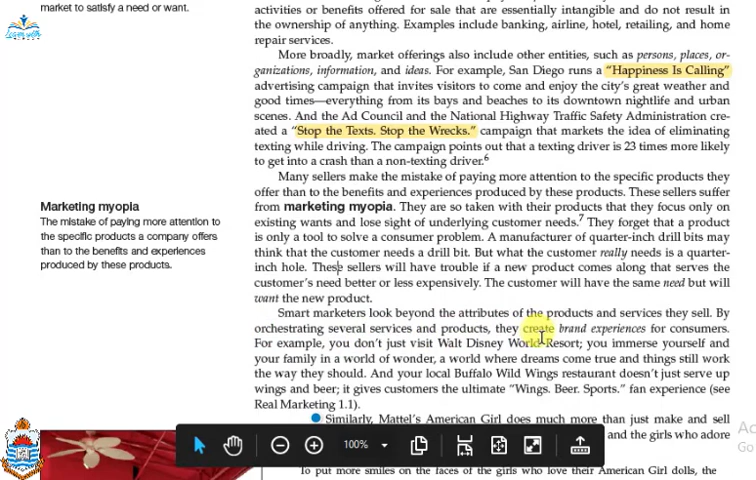 market to satisfy a need or want.
activities or benefits offered for sale that are essentially intangible and do not result in
the ownership of anything. Examples include banking, airline, hotel, retailing, and home
repair services.
More broadly, market offerings also include other entities, such as persons, places, or-
ganizations, information, and ideas. For example, San Diego runs a “Happiness Is Calling”
advertising campaign that invites visitors to come and enjoy the city’s great weather and
good times—everything from its bays and beaches to its downtown nightlife and urban
scenes. And the Ad Council and the National Highway Traffic Safety Administration cre-
ated a “Stop the Texts. Stop the Wrecks.” campaign that markets the idea of eliminating
texting while driving. The campaign points out that a texting driver is 23 times more likely
to get into a crash than a non-texting driver.6
Many sellers make the mistake of paying more attention to the specific products they
offer than to the benefits and experiences produced by these products. These sellers suffer
from marketing myopia. They are so taken with their products that they focus only on
existing wants and lose sight of underlying customer needs.7 They forget that a product
is only a tool to solve a consumer problem. A manufacturer of quarter-inch drill bits may
think that the customer needs a drill bit. But what the customer really needs is a quarter-
inch hole. These sellers will have trouble if a new product comes along that serves the
customer’s need better or less expensively. The customer will have the same need but will
want the new product.
Marketing myopia
The mistake of paying more attention to
the specific products a company offers
than to the benefits and experiences
produced by these products.
Smart marketers look beyond the attributes of the products and services they sell. By
orchestrating several services and products, they create brand experiences for consumers.
For example, you don’t just visit Walt Disney World Resort; you immerse yourself and
your family in a world of wonder, a world where dreams come true and things still work
the way they should. And your local Buffalo Wild Wings restaurant doesn’t just serve up
wings and beer; it gives customers the ultimate “Wings. Beer. Sports.” fan experience (see
Real Marketing 1.1).
Similarly, Mattel’s American Girl does much more than just make and sell
and the girls who adore
100%
To put more smiles on the faces of the girls who love their American Girl dolls, the
Go